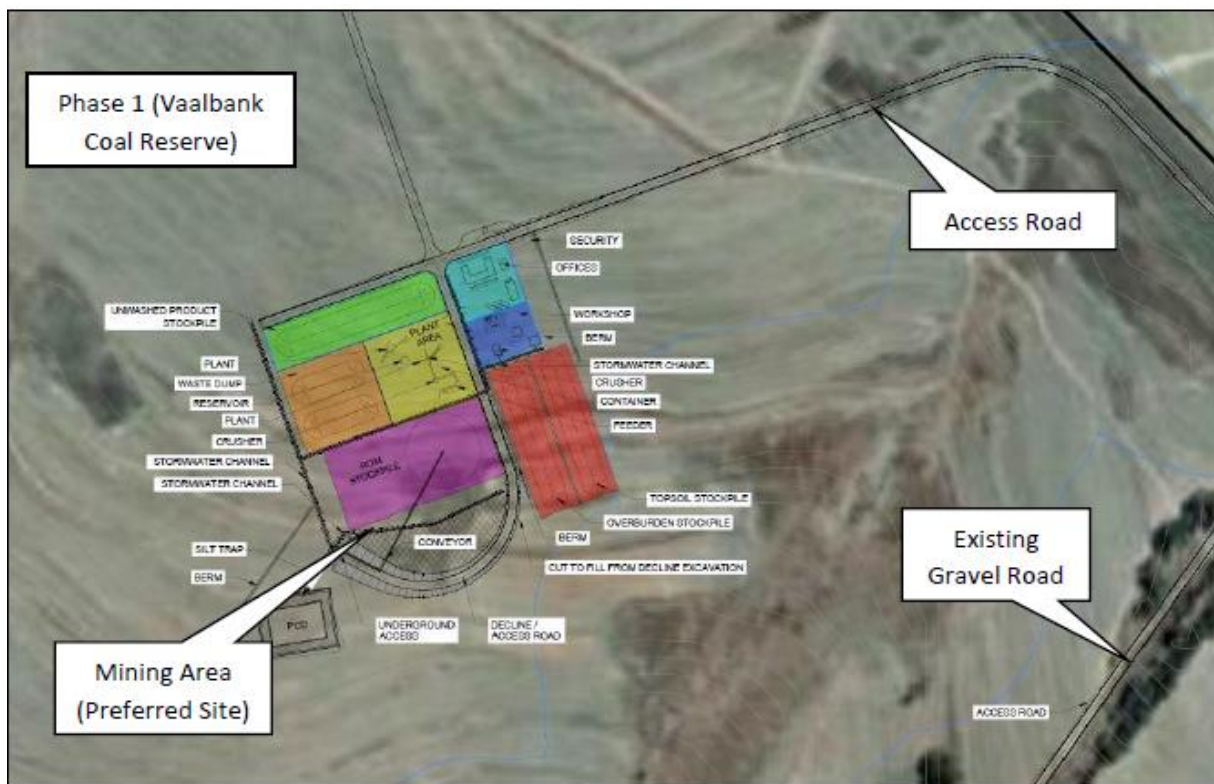 Phase 1 (Vaalbank
Coal Reserve)
Access Road
SECURITY
OFFICES
UNWASHED PRODUCT
STOCKPILE
WORKSHOP
BERM
PLANT
AREA
STORMWATER CHANNEL
CRUSHER
CONTAINER
FEEDER
PLANT
WASTE DUMP
RESERVOIR
PLANT
CRUSHER
STORMWATER CHANNEL
STORMWATER CHANNEL
ROM
STOCKPILE
TOPSOIL STOCKPILE
OVERBURDEN STOCKPILE
BERM
CONVEYOR
CUT TO FILL FROM DECLINE EXCAVATION
SILT TRAP
BERM
PCD
UNDERGROUND
ACCESS
DECLINE /
ACCESS ROAD
Existing
Gravel Road
Mining Area
(Preferred Site)
ACCESS ROAD